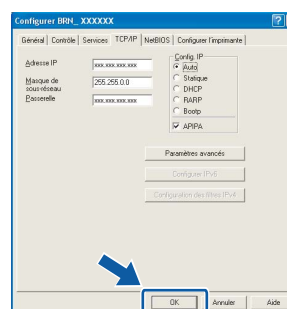 Configurer BRN_ XXXXXX
Général Contrôle Services TCP/IP NetBIOS Configurer l'imprimante
Adresse IP xxx.xxx.xxx.xxx
Masque de sous-réseau 255.255.0.0
Passerelle xxx.xxx.xxx.xxx
Config. IP
Auto
Statique
DHCP
RARP
Bootp
APIPA
Paramètres avancés
Configurer IPv6
Configuration des filtres IPv4
OK Annuler Aide